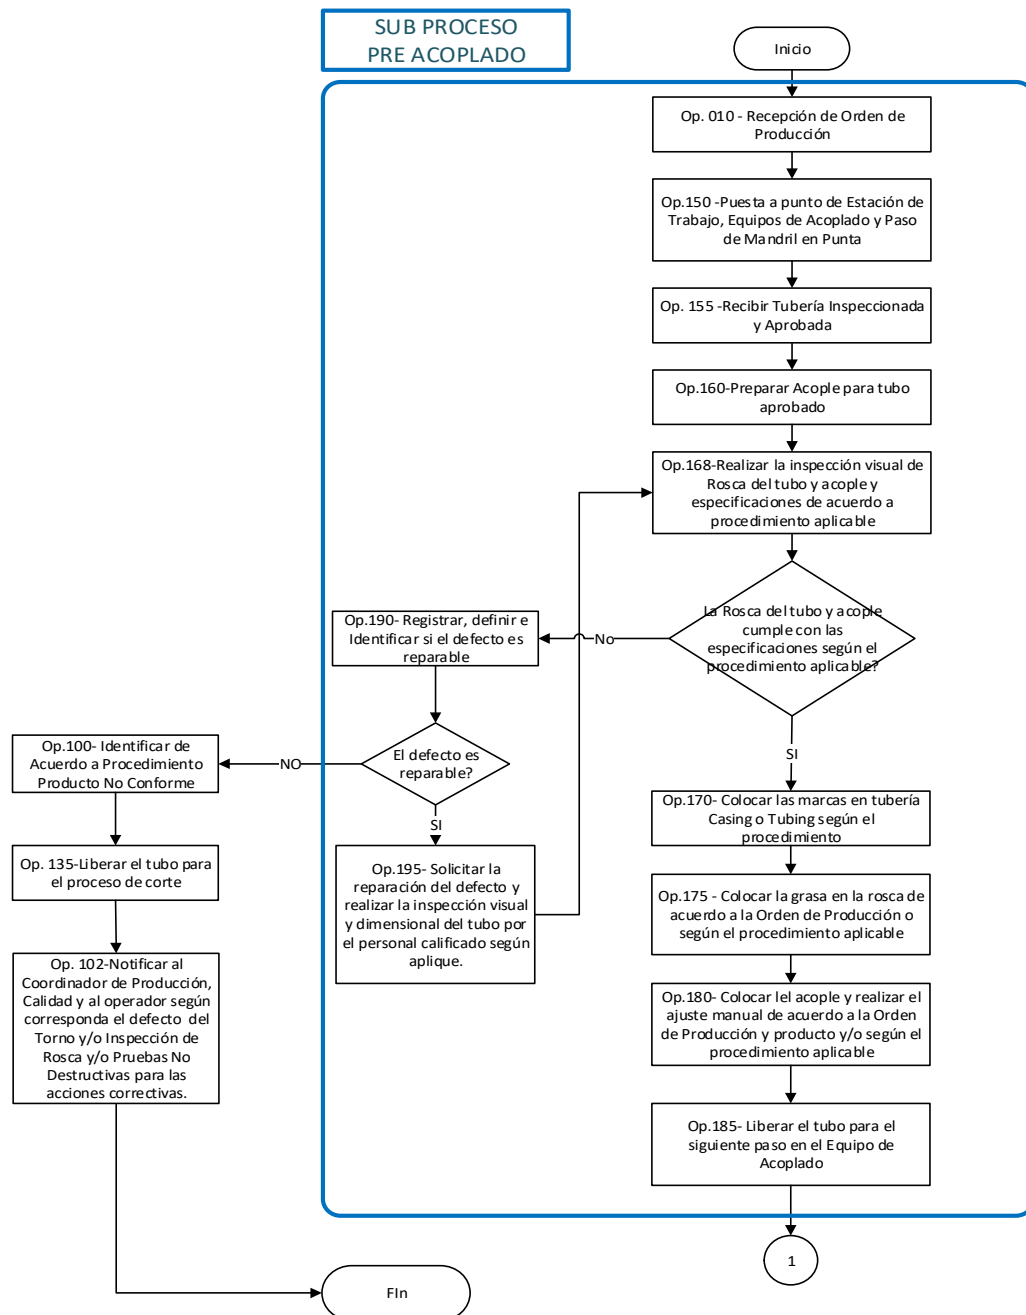 SUB PROCESO
PRE ACOPLADO
Inicio
Op. 010 - Recepción de Orden de
Producción
Op.150 -Puesta a punto de Estación de
Trabajo, Equipos de Acoplado y Paso
de Mandril en Punta
Op. 155 -Recibir Tubería Inspeccionada
y Aprobada
Op.160-Preparar Acople para tubo
aprobado
Op.168-Realizar la inspección visual de
Rosca del tubo y acople y
especificaciones de acuerdo a
procedimiento aplicable
La Rosca del tubo y acople
cumple con las
especificaciones según el
procedimiento aplicable?
No
Op.190- Registrar, definir e
Identificar si el defecto es
reparable
El defecto es
reparable?
NO
Op.100- Identificar de
Acuerdo a Procedimiento
Producto No Conforme
Op. 135-Liberar el tubo para
el proceso de corte
Op. 102-Notificar al
Coordinador de Producción,
Calidad y al operador según
corresponda el defecto del
Torno y/o Inspección de
Rosca y/o Pruebas No
Destructivas para las
acciones correctivas.
SI
Op.195- Solicitar la
reparación del defecto y
realizar la inspección visual
y dimensional del tubo por
el personal calificado según
aplique.
SI
Op.170- Colocar las marcas en tubería
Casing o Tubing según el
procedimiento
Op.175 - Colocar la grasa en la rosca de
acuerdo a la Orden de Producción o
según el procedimiento aplicable
Op.180- Colocar lel acople y realizar el
ajuste manual de acuerdo a la Orden
de Producción y producto y/o según el
procedimiento aplicable
Op.185- Liberar el tubo para el
siguiente paso en el Equipo de
Acoplado
1
FIn